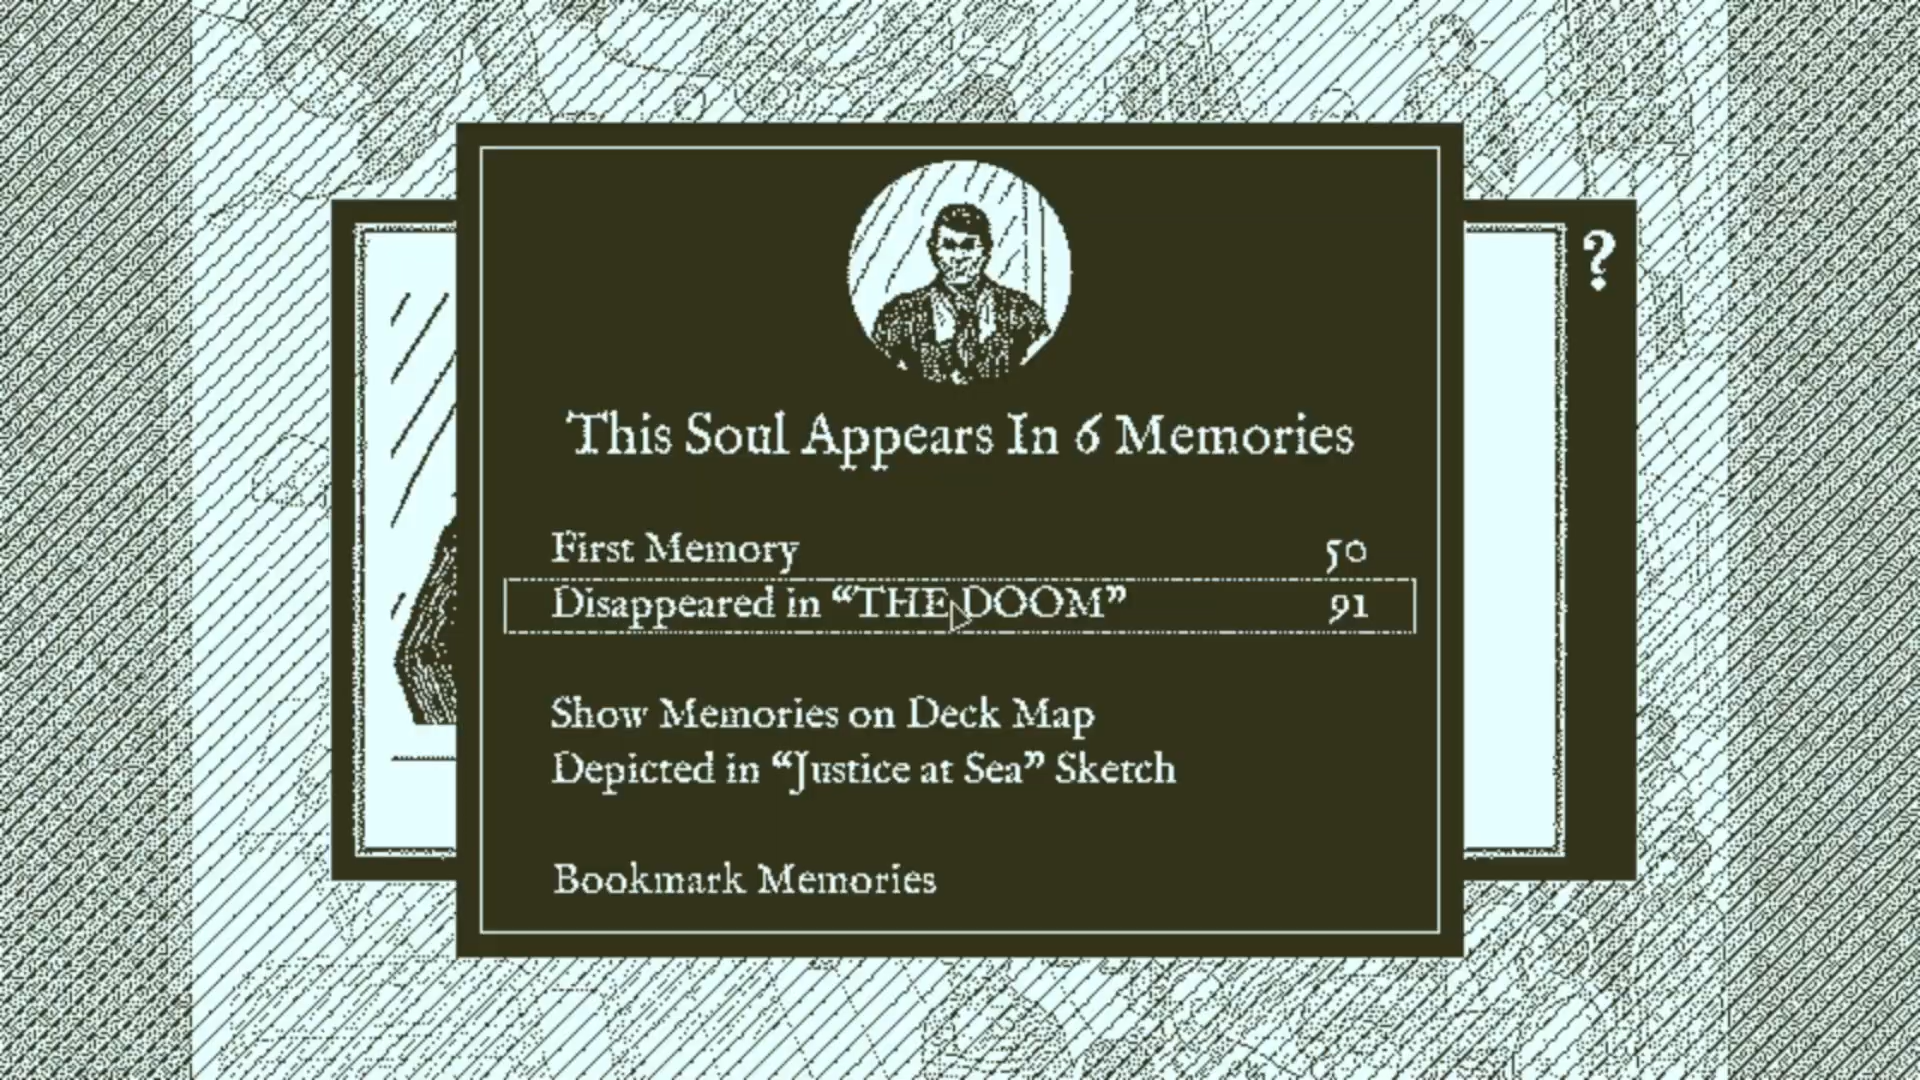 ?
This Soul Appears In 6 Memories
First Memory 50
Disappeared in “THE DOOM” 91
Show Memories on Deck Map
Depicted in “Justice at Sea” Sketch
Bookmark Memories